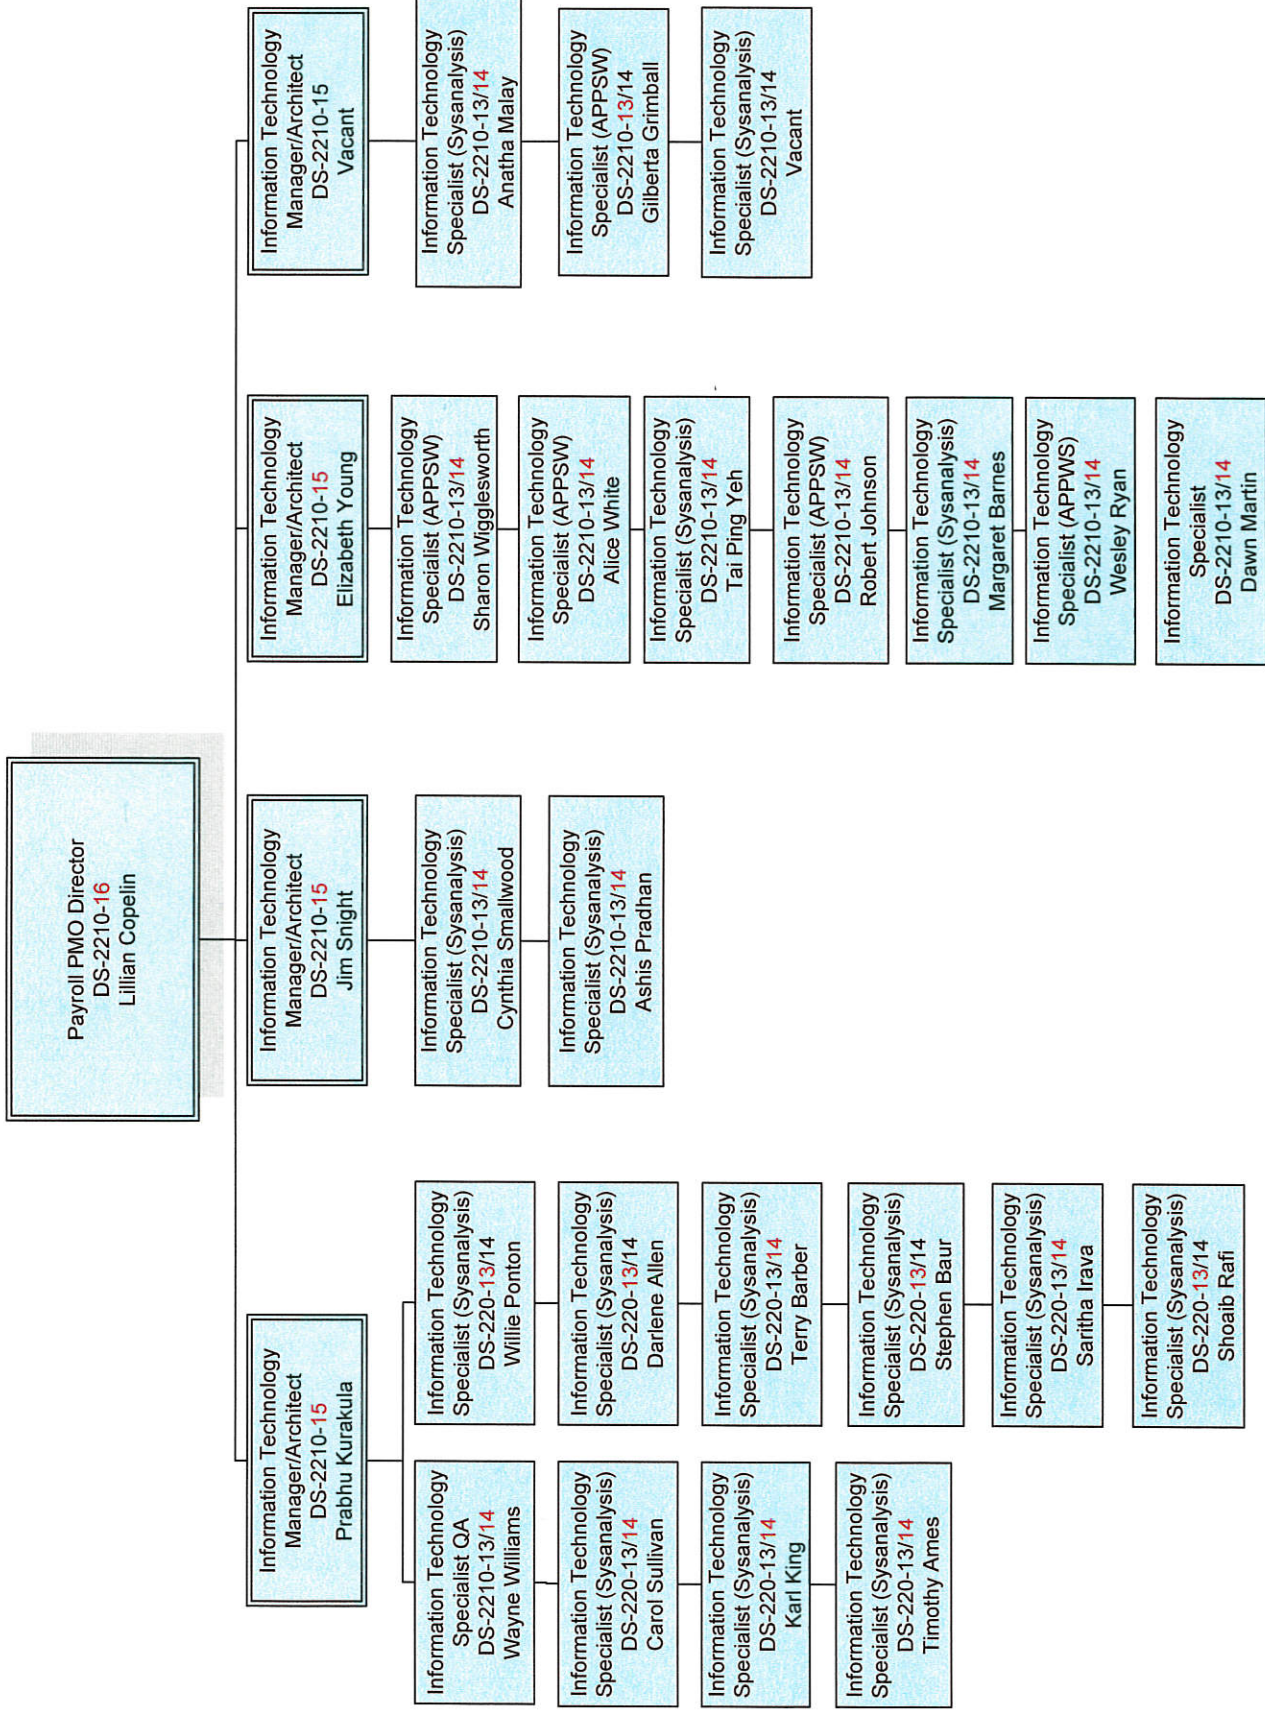 Payroll PMO Director
DS-2210-16
Lillian Copelin
Information Technology
Manager/Architect
DS-2210-15
Prabhu Kurakula
Information Technology
Specialist QA
DS-2210-13/14
Wayne Williams
Information Technology
Specialist (Sysanalysis)
DS-220-13/14
Carol Sullivan
Information Technology
Specialist (Sysanalysis)
DS-220-13/14
Karl King
Information Technology
Specialist (Sysanalysis)
DS-220-13/14
Timothy Ames
Information Technology
Specialist (Sysanalysis)
DS-220-13/14
Willie Ponton
Information Technology
Specialist (Sysanalysis)
DS-220-13/14
Darlene Allen
Information Technology
Specialist (Sysanalysis)
DS-220-13/14
Terry Barber
Information Technology
Specialist (Sysanalysis)
DS-220-13/14
Stephen Baur
Information Technology
Specialist (Sysanalysis)
DS-220-13/14
Saritha Irava
Information Technology
Specialist (Sysanalysis)
DS-220-13/14
Shoaib Rafi
Information Technology
Manager/Architect
DS-2210-15
Jim Snight
Information Technology
Specialist (Sysanalysis)
DS-2210-13/14
Cynthia Smallwood
Information Technology
Specialist (Sysanalysis)
DS-2210-13/14
Ashis Pradhan
Information Technology
Manager/Architect
DS-2210-15
Elizabeth Young
Information Technology
Specialist (APPSW)
DS-2210-13/14
Sharon Wigglesworth
Information Technology
Specialist (APPSW)
DS-2210-13/14
Alice White
Information Technology
Specialist (Sysanalysis)
DS-2210-13/14
Tai Ping Yeh
Information Technology
Specialist (APPSW)
DS-2210-13/14
Robert Johnson
Information Technology
Specialist (Sysanalysis)
DS-2210-13/14
Margaret Barnes
Information Technology
Specialist (APPWS)
DS-2210-13/14
Wesley Ryan
Information Technology
Specialist
DS-2210-13/14
Dawn Martin
Information Technology
Manager/Architect
DS-2210-15
Vacant
Information Technology
Specialist (Sysanalysis)
DS-2210-13/14
Anatha Malay
Information Technology
Specialist (APPSW)
DS-2210-13/14
Gilberta Grimball
Information Technology
Specialist (Sysanalysis)
DS-2210-13/14
Vacant